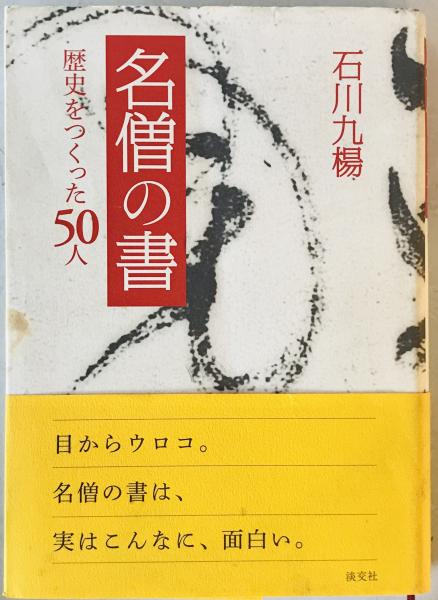 石川九楊
名僧の書
歴史をつくった50人
目からウロコ。
名僧の書は、
実はこんなに、面白い。
淡交社